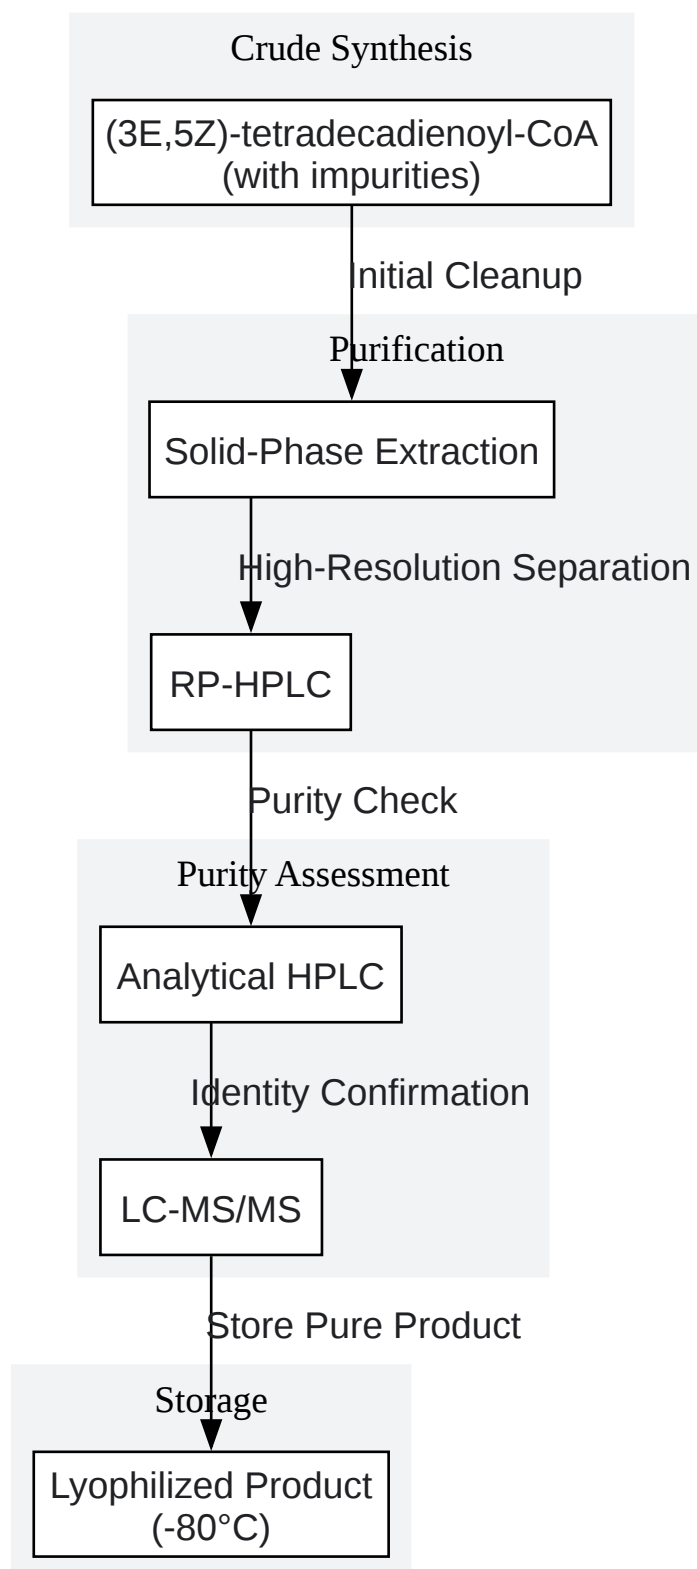 Crude Synthesis
(3E,5Z)-tetradecadienoyl-CoA
(with impurities)
Initial Cleanup
Purification
Solid-Phase Extraction
High-Resolution Separation
RP-HPLC
Purity Check
Purity Assessment
Analytical HPLC
Identity Confirmation
LC-MS/MS
Store Pure Product
Storage
Lyophilized Product
(-80°C)